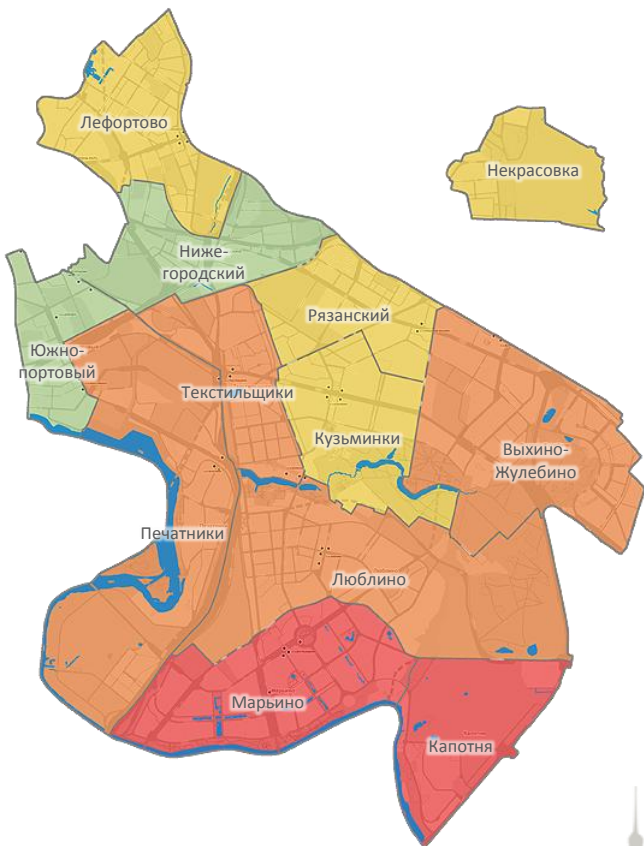 Лефортово
Некрасовка
Ниже-
городский
Рязанский
Южно-
портовый
Текстильщики
Кузьминки
Выхино-
Жулебино
Печатники
Люблино
Марьино
Капотня